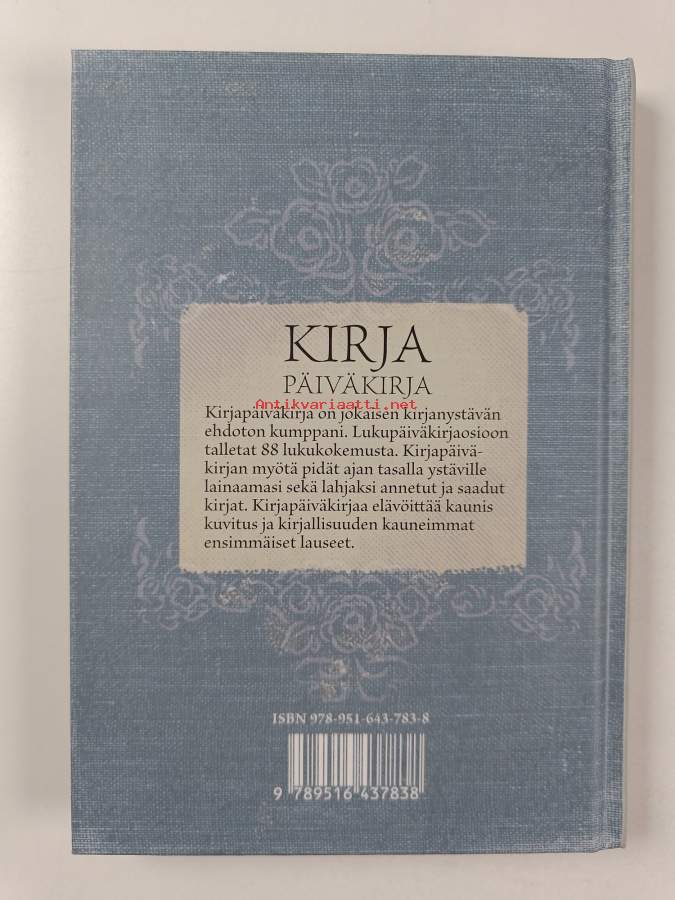 KIRJA
PÄIVÄKIRJA
Antikvariaatti.net
Kirjapäiväkirja on jokaisen kirjanystävän
ehdoton kumppani. Lukupäiväkirjaosioon
talletat 88 lukukokemusta. Kirjapäivä-
kirjan myötä pidät ajan tasalla ystäville
lainaamasi sekä lahjaksi annetut ja saadut
kirjat. Kirjapäiväkirjaa elävöittää kaunis
kuvitus ja kirjallisuuden kauneimmat
ensimmäiset lauseet.
ISBN 978-951-643-783-8
9 789516 437838